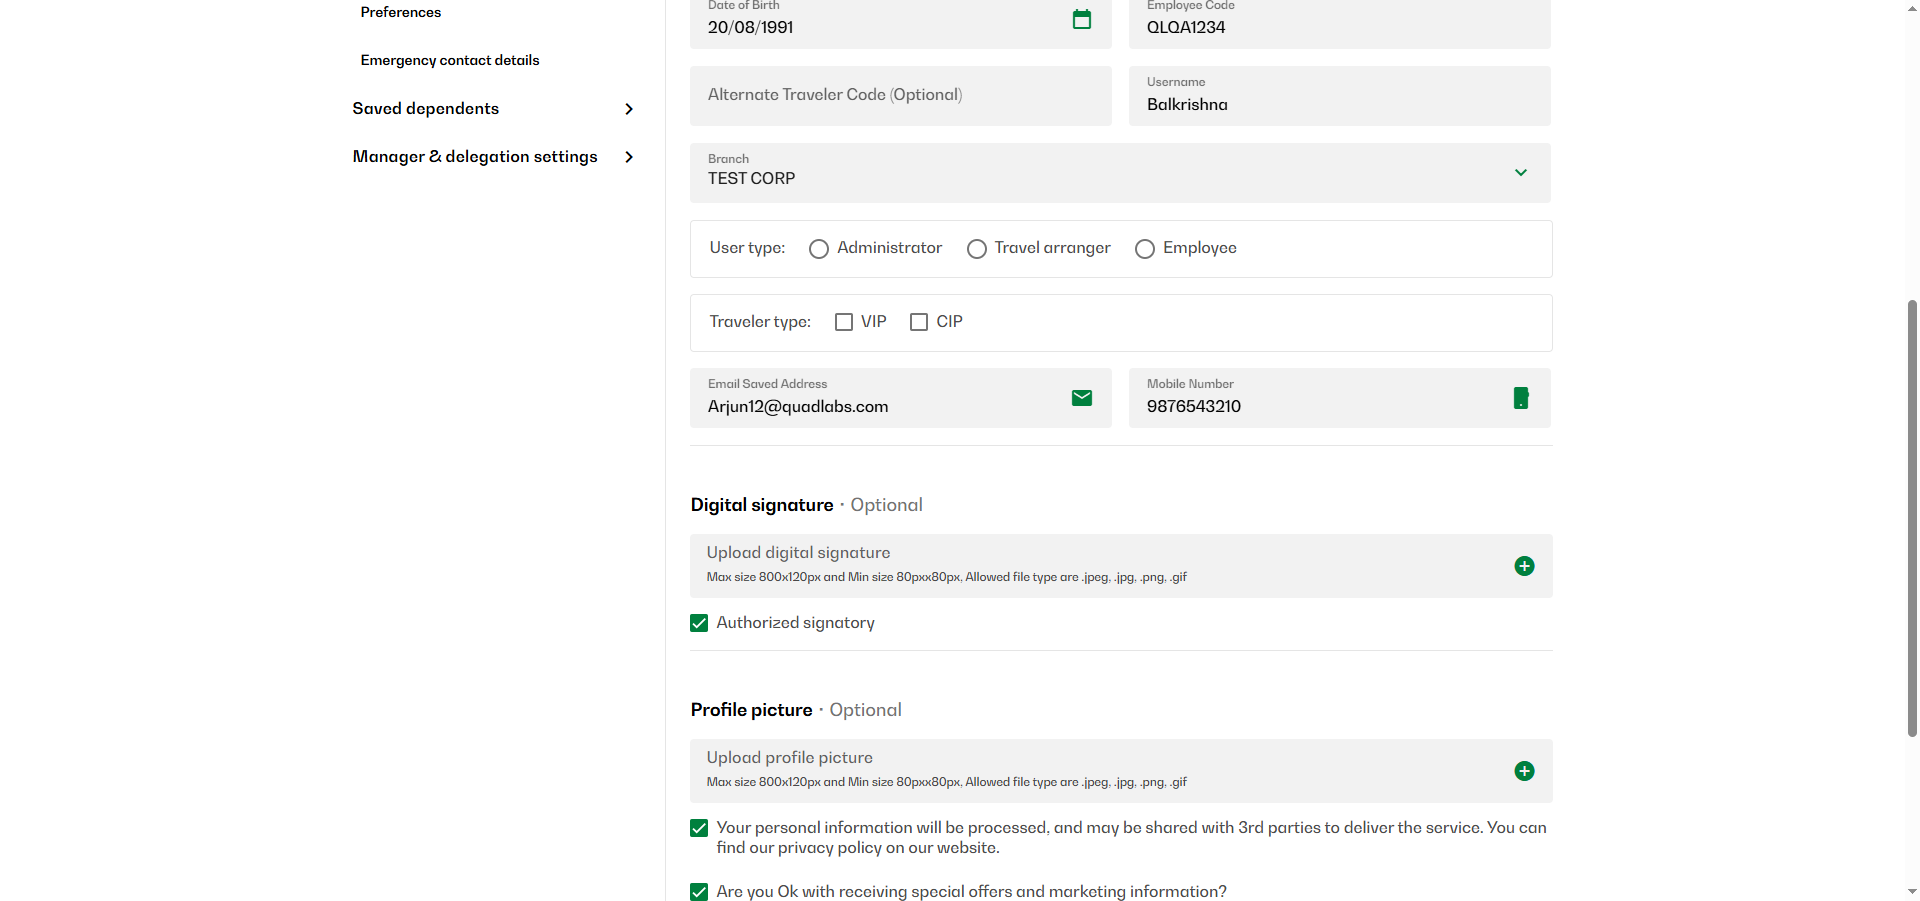 Preferences
Emergency contact details
Saved dependents
Manager & delegation settings
Date of Birth
20/08/1991
Employee Code
QLQA1234
Alternate Traveler Code (Optional)
Username
Balkrishna
Branch
TEST CORP
User type: Administrator Travel arranger Employee
Traveler type: VIP CIP
Email Saved Address
Arjun12@quadlabs.com
Mobile Number
9876543210
Digital signature · Optional
Upload digital signature
Max size 800x120px and Min size 80pxx80px, Allowed file type are .jpeg, .jpg, .png, .gif
Authorized signatory
Profile picture · Optional
Upload profile picture
Max size 800x120px and Min size 80pxx80px, Allowed file type are .jpeg, .jpg, .png, .gif
Your personal information will be processed, and may be shared with 3rd parties to deliver the service. You can
find our privacy policy on our website.
Are you Ok with receiving special offers and marketing information?